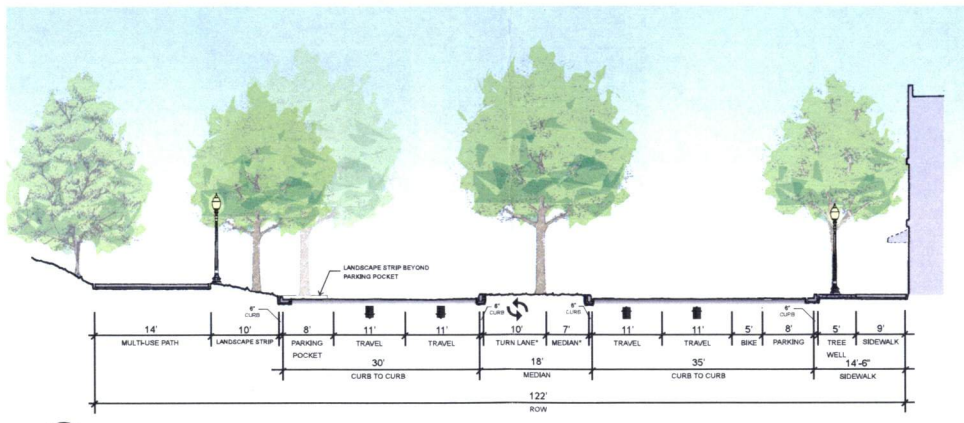 LANDSCAPE STRIP BEYOND
PARKING POCKET
6"
CURB
6"
CURB
6"
CURB
6"
CURB
14'
MULTI-USE PATH
10'
LANDSCAPE STRIP
8'
PARKING
POCKET
11'
TRAVEL
11'
TRAVEL
10'
TURN LANE*
7'
MEDIAN*
11'
TRAVEL
11'
TRAVEL
5'
BIKE
8'
PARKING
5'
TREE
WELL
9'
SIDEWALK
30'
CURB TO CURB
18'
MEDIAN
35'
CURB TO CURB
14'-6"
SIDEWALK
122'
ROW